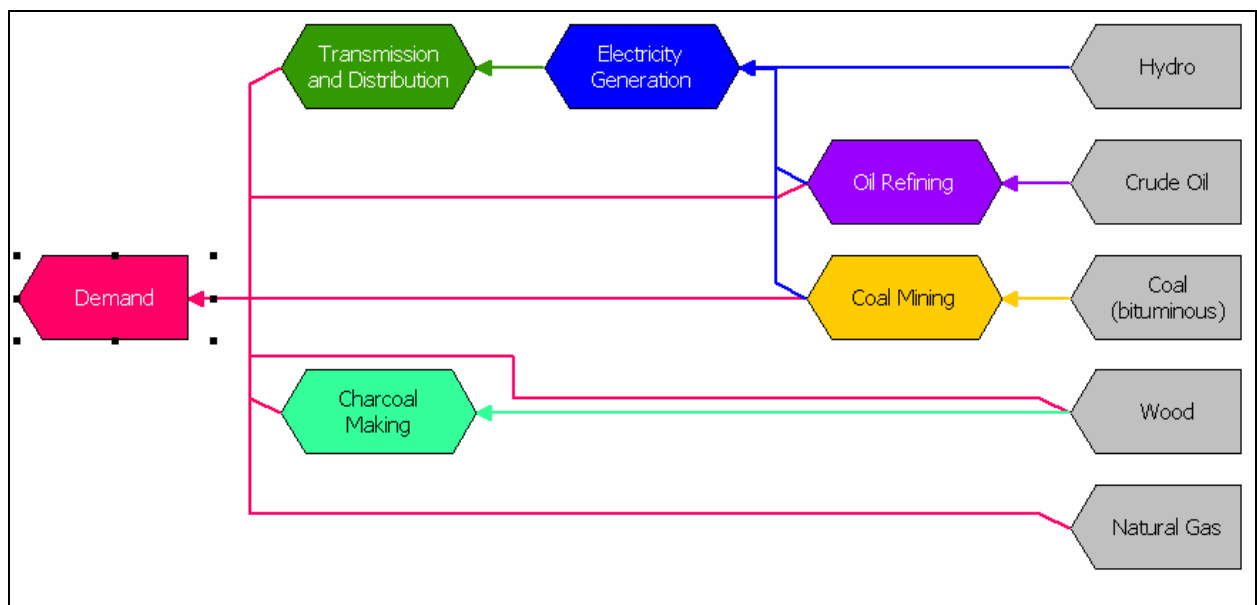 Transmission
and Distribution
Electricity
Generation
Hydro
Oil Refining
Crude Oil
Demand
Coal Mining
Coal
(bituminous)
Charcoal
Making
Wood
Natural Gas